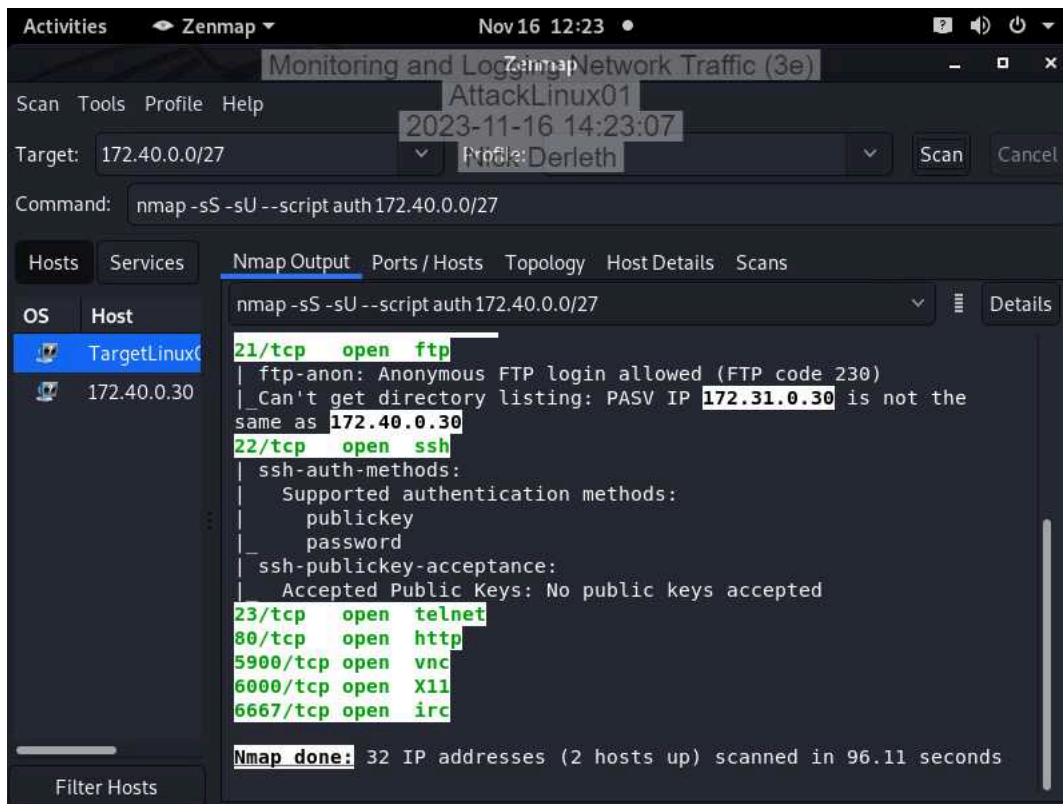 Activities Zenmap Nov 16 12:23
Zenmap
Monitoring and Logging Network Traffic (3e)
AttackLinux01
2023-11-16 14:23:07
Nick Derleth
Scan Tools Profile Help
Target: 172.40.0.0/27 Profile: Scan Cancel
Command: nmap -sS -sU --script auth 172.40.0.0/27
Hosts Services Nmap Output Ports / Hosts Topology Host Details Scans
nmap -sS -sU --script auth 172.40.0.0/27 Details
OS Host
TargetLinux0
172.40.0.30
21/tcp open ftp
| ftp-anon: Anonymous FTP login allowed (FTP code 230)
|_Can't get directory listing: PASV IP 172.31.0.30 is not the
same as 172.40.0.30
22/tcp open ssh
| ssh-auth-methods:
|   Supported authentication methods:
|     publickey
|_    password
| ssh-publickey-acceptance:
|_  Accepted Public Keys: No public keys accepted
23/tcp open telnet
80/tcp open http
5900/tcp open vnc
6000/tcp open X11
6667/tcp open irc
Nmap done: 32 IP addresses (2 hosts up) scanned in 96.11 seconds
Filter Hosts